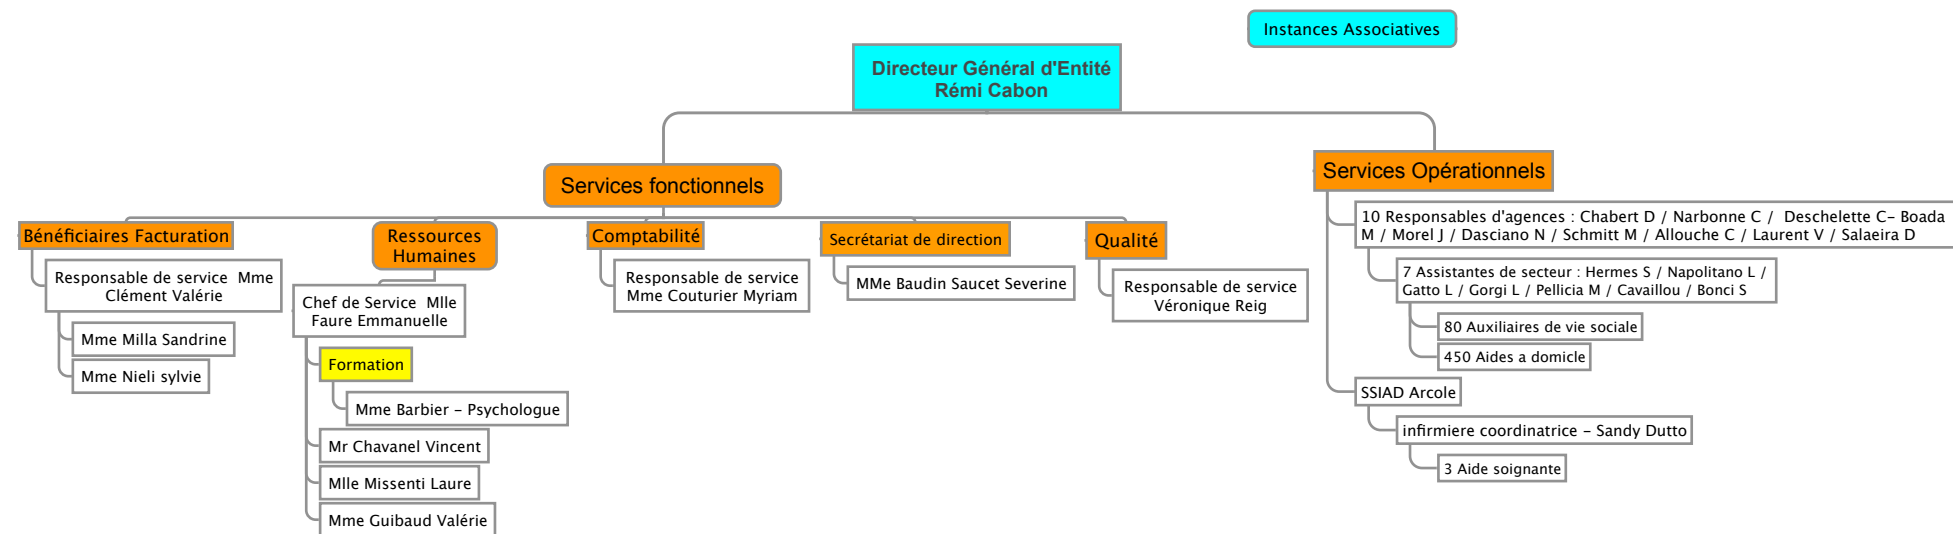 Instances Associatives
Directeur Général d'Entité
Rémi Cabon
Services fonctionnels
Services Opérationnels
Bénéficiaires Facturation
Responsable de service  Mme
Clément Valérie
Mme Milla Sandrine
Mme Nieli sylvie
Ressources
Humaines
Chef de Service  Mlle
Faure Emmanuelle
Formation
Mme Barbier – Psychologue
Mr Chavanel Vincent
Mlle Missenti Laure
Mme Guibaud Valérie
Comptabilité
Responsable de service
Mme Couturier Myriam
Secrétariat de direction
MMe Baudin Saucet Severine
Qualité
Responsable de service
Véronique Reig
10 Responsables d'agences : Chabert D / Narbonne C /  Deschelette C– Boada
M / Morel J / Dasciano N / Schmitt M / Allouche C / Laurent V / Salaeira D
7 Assistantes de secteur : Hermes S / Napolitano L /
Gatto L / Gorgi L / Pellicia M / Cavaillou / Bonci S
80 Auxiliaires de vie sociale
450 Aides a domicle
SSIAD Arcole
infirmiere coordinatrice – Sandy Dutto
3 Aide soignante